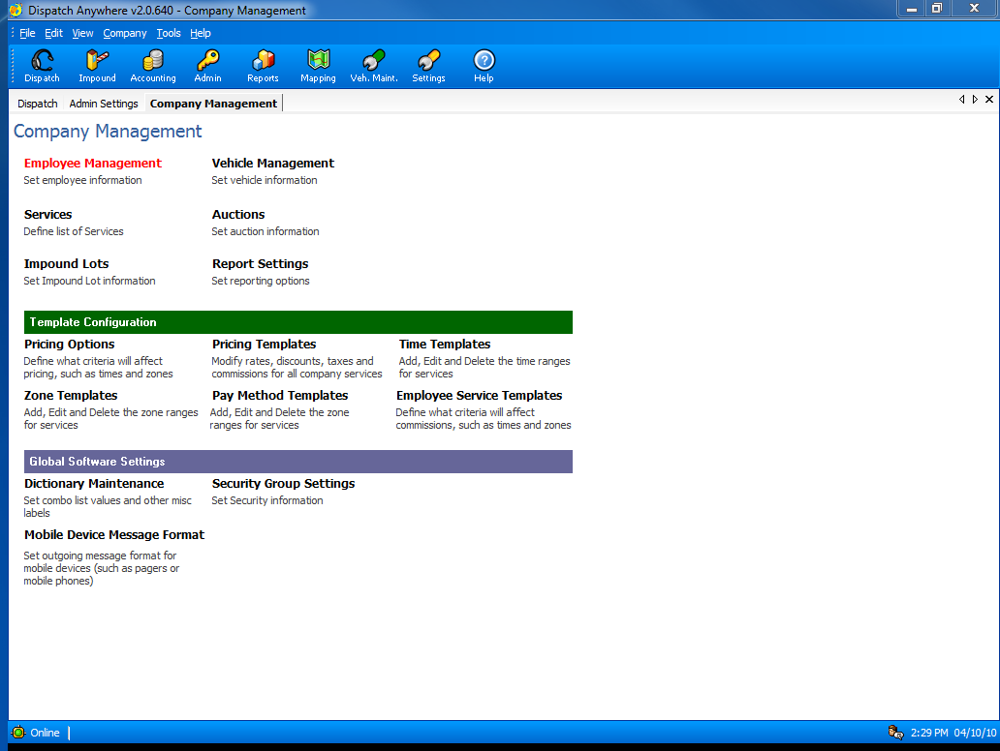 Dispatch Anywhere v2.0.640 - Company Management
File Edit View Company Tools Help
Dispatch Impound Accounting Admin Reports Mapping Veh. Maint. Settings Help
Dispatch Admin Settings Company Management
Company Management
Employee Management Vehicle Management
Set employee information Set vehicle information
Services Auctions
Define list of Services Set auction information
Impound Lots Report Settings
Set Impound Lot information Set reporting options
Template Configuration
Pricing Options Pricing Templates Time Templates
Define what criteria will affect Modify rates, discounts, taxes and Add, Edit and Delete the time ranges
pricing, such as times and zones commissions for all company services for services
Zone Templates Pay Method Templates Employee Service Templates
Add, Edit and Delete the zone ranges Add, Edit and Delete the zone Define what criteria will affect
for services ranges for services commissions, such as times and zones
Global Software Settings
Dictionary Maintenance Security Group Settings
Set combo list values and other misc Set Security information
labels
Mobile Device Message Format
Set outgoing message format for
mobile devices (such as pagers or
mobile phones)
Online 2:29 PM 04/10/10